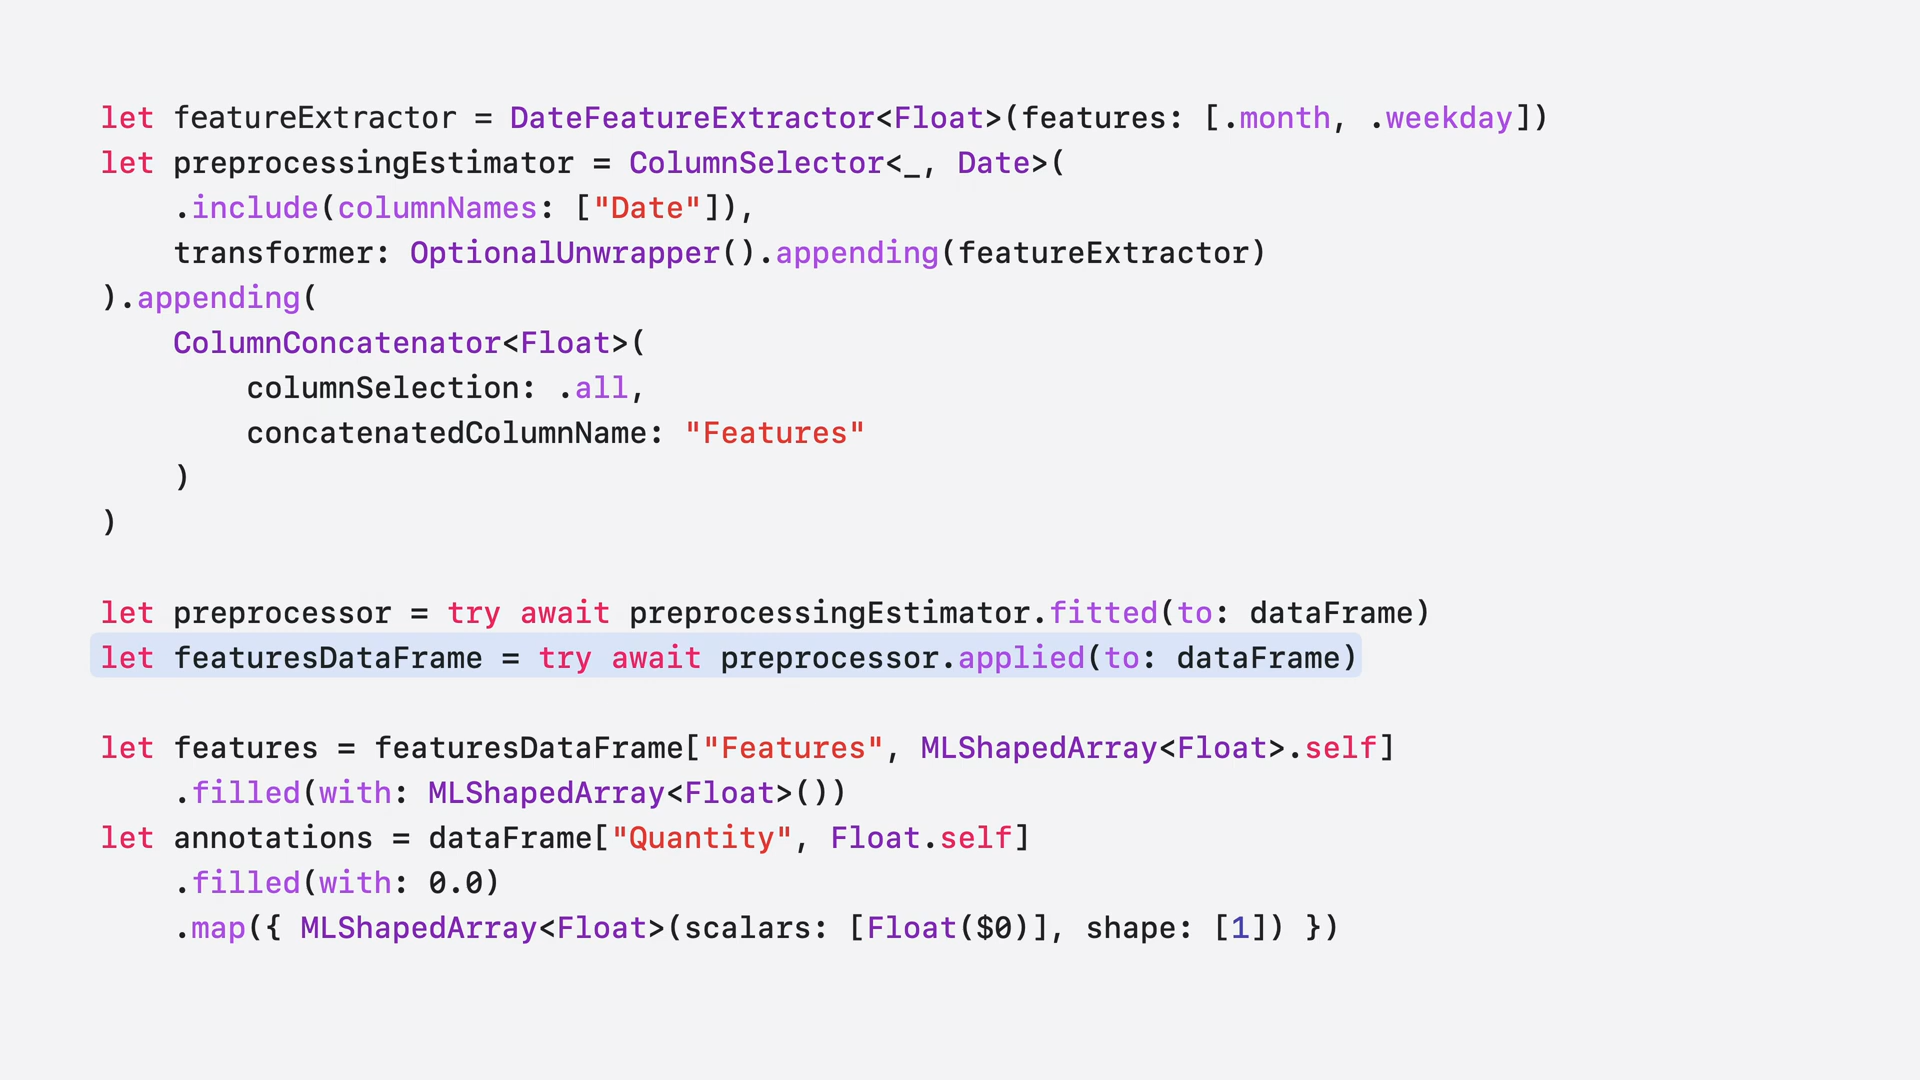 let featureExtractor = DateFeatureExtractor<Float>(features: [.month, .weekday])
let preprocessingEstimator = ColumnSelector<_, Date>(
    .include(columnNames: ["Date"]),
    transformer: OptionalUnwrapper().appending(featureExtractor)
).appending(
    ColumnConcatenator<Float>(
        columnSelection: .all,
        concatenatedColumnName: "Features"
    )
)
let preprocessor = try await preprocessingEstimator.fitted(to: dataFrame)
let featuresDataFrame = try await preprocessor.applied(to: dataFrame)
let features = featuresDataFrame["Features", MLShapedArray<Float>.self]
    .filled(with: MLShapedArray<Float>())
let annotations = dataFrame["Quantity", Float.self]
    .filled(with: 0.0)
    .map({ MLShapedArray<Float>(scalars: [Float($0)], shape: [1]) })